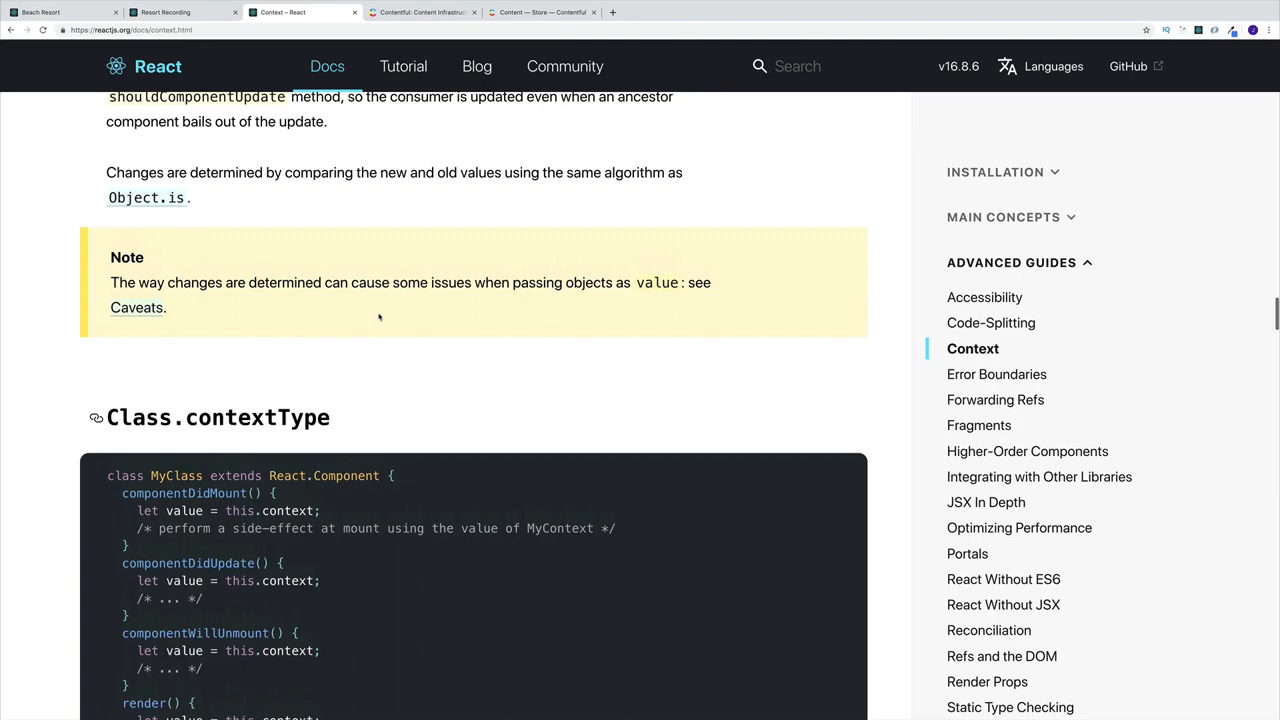 Beach Resort
Resort Recording
Context – React
Contentful: Content Infrastruc
Content — Store — Contentful
https://reactjs.org/docs/context.html
React
Docs
Tutorial
Blog
Community
Search
v16.8.6
Languages
GitHub
shouldComponentUpdate method, so the consumer is updated even when an ancestor
component bails out of the update.
Changes are determined by comparing the new and old values using the same algorithm as
Object.is.
Note
The way changes are determined can cause some issues when passing objects as value: see
Caveats.
Class.contextType
class MyClass extends React.Component {
componentDidMount() {
let value = this.context;
/* perform a side-effect at mount using the value of MyContext */
}
componentDidUpdate() {
let value = this.context;
/* ... */
}
componentWillUnmount() {
let value = this.context;
/* ... */
}
render() {
let value = this.context;
INSTALLATION
MAIN CONCEPTS
ADVANCED GUIDES
Accessibility
Code-Splitting
Context
Error Boundaries
Forwarding Refs
Fragments
Higher-Order Components
Integrating with Other Libraries
JSX In Depth
Optimizing Performance
Portals
React Without ES6
React Without JSX
Reconciliation
Refs and the DOM
Render Props
Static Type Checking